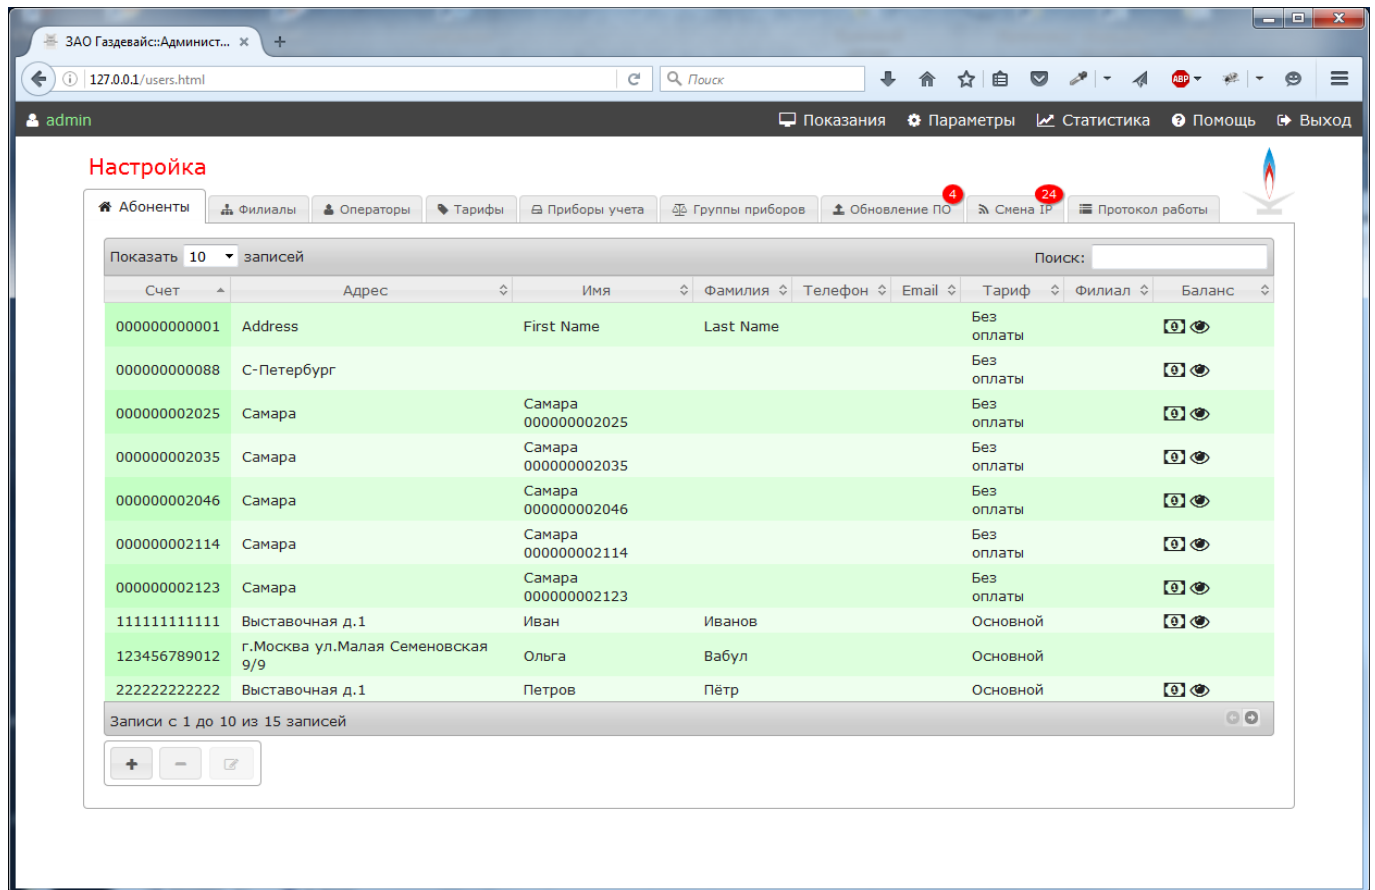 ЗАО Газдевайс::Админист...
127.0.0.1/users.html
Поиск
ABP
admin
Показания
Параметры
Статистика
Помощь
Выход
Настройка
4
24
Абоненты
Филиалы
Операторы
Тарифы
Приборы учета
Группы приборов
Обновление ПО
Смена IP
Протокол работы
Показать 10 записей
Поиск:
Счет Адрес Имя Фамилия Телефон Email Тариф Филиал Баланс
000000000001 Address First Name Last Name Без
оплаты
000000000088 С-Петербург Без
оплаты
000000002025 Самара Самара
000000002025 Без
оплаты
000000002035 Самара Самара
000000002035 Без
оплаты
000000002046 Самара Самара
000000002046 Без
оплаты
000000002114 Самара Самара
000000002114 Без
оплаты
000000002123 Самара Самара
000000002123 Без
оплаты
111111111111 Выставочная д.1 Иван Иванов Основной
123456789012 г.Москва ул.Малая Семеновская
9/9 Ольга Вабул Основной
222222222222 Выставочная д.1 Петров Пётр Основной
Записи с 1 до 10 из 15 записей